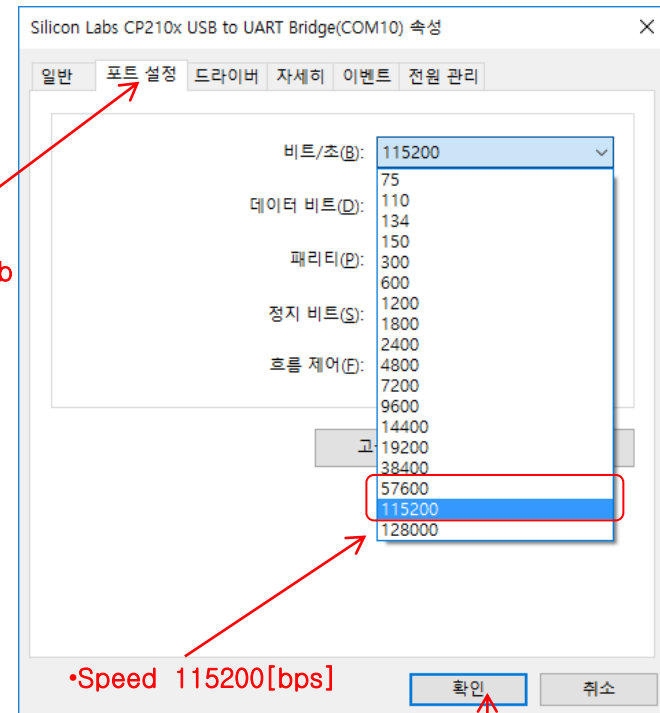 Silicon Labs CP210x USB to UART Bridge(COM10) 속성
일반 포트 설정 드라이버 자세히 이벤트 전원 관리
비트/초(B): 115200
75
데이터 비트(D): 110
134
150
패리티(P): 300
b
600
정지 비트(S): 1200
1800
2400
흐름 제어(F): 4800
7200
9600
14400
고 19200
38400
57600
115200
128000
•Speed 115200[bps]
확인 취소